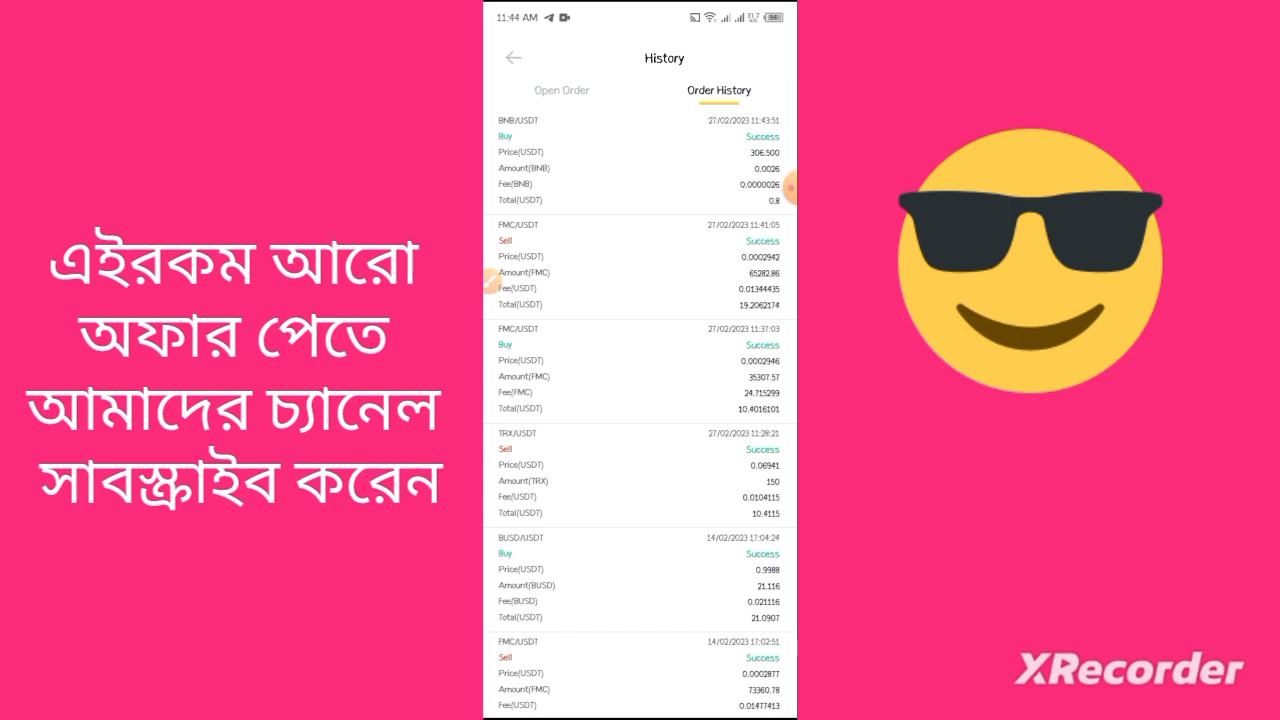 এইরকম আরো
অফার পেতে
আমাদের চ্যানেল
সাবস্ক্রাইব করেন
11:44 AM
31.7 K/s
94
History
Open Order
Order History
BNB/USDT 27/02/2023 11:43:51
Buy Success
Price(USDT) 306.500
Amount(BNB) 0.0026
Fee(BNB) 0.0000026
Total(USDT) 0.8
FMC/USDT 27/02/2023 11:41:05
Sell Success
Price(USDT) 0.0002942
Amount(FMC) 65282.86
Fee(USDT) 0.01344435
Total(USDT) 19.2062174
FMC/USDT 27/02/2023 11:37:03
Buy Success
Price(USDT) 0.0002946
Amount(FMC) 35307.57
Fee(FMC) 24.715299
Total(USDT) 10.4016101
TRX/USDT 27/02/2023 11:28:21
Sell Success
Price(USDT) 0.06941
Amount(TRX) 150
Fee(USDT) 0.0104115
Total(USDT) 10.4115
BUSD/USDT 14/02/2023 17:04:24
Buy Success
Price(USDT) 0.9988
Amount(BUSD) 21.116
Fee(BUSD) 0.021116
Total(USDT) 21.0907
FMC/USDT 14/02/2023 17:02:51
Sell Success
Price(USDT) 0.0002877
Amount(FMC) 73360.78
Fee(USDT) 0.01477413
XRecorder